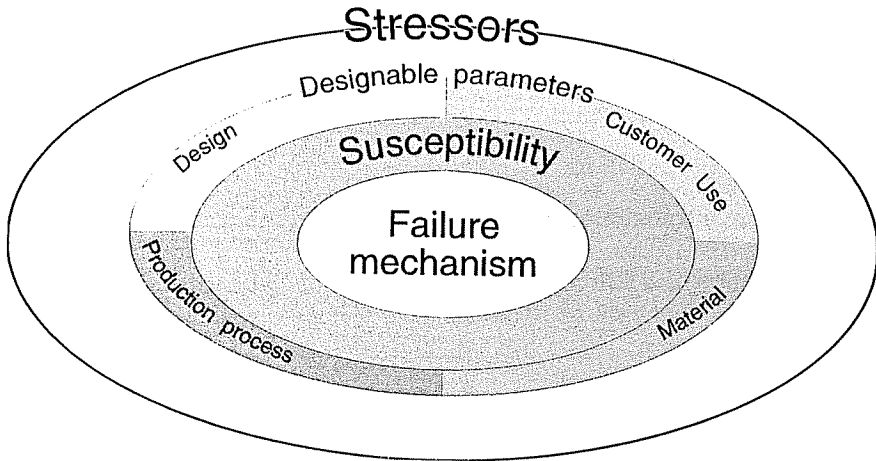 Stressors
Designable parameters
Design
Customer Use
Susceptibility
Failure
mechanism
Production process
Material